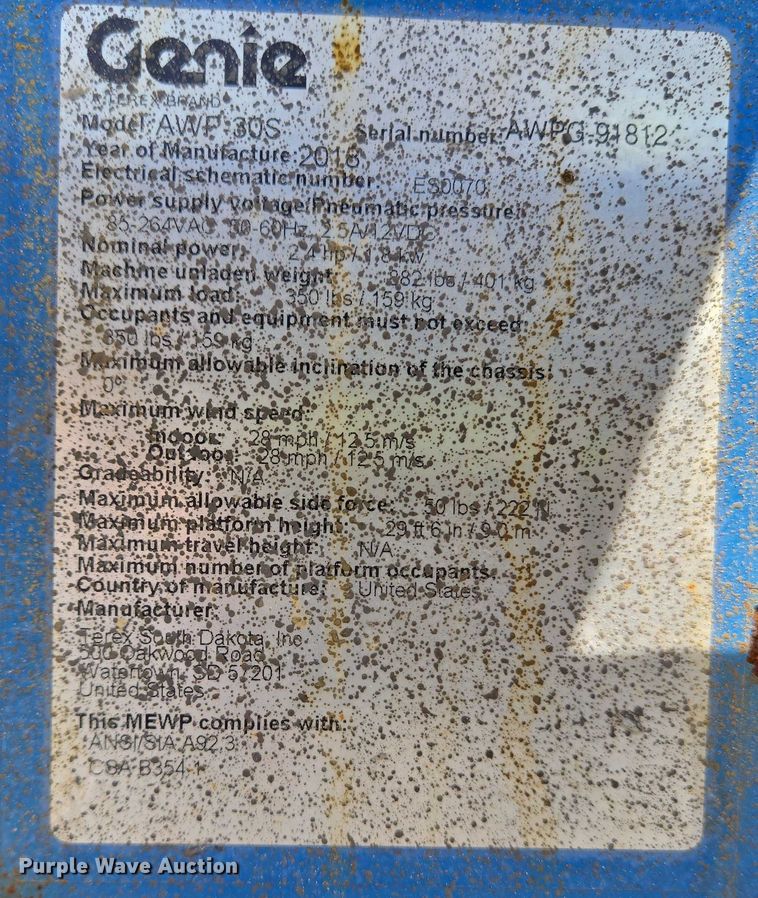 Genie
A TEREX BRAND
Model: AWP 30S Serial number: AWPG-91812
Year of Manufacture: 2018
Electrical schematic number: ES0070
Power supply voltage/Pneumatic pressure:
85-264VAC, 50-60Hz, 2.5A/12VDC
Nominal power: 2.4 hp / 1.8 kw
Machine unladen weight: 882 lbs / 401 kg
Maximum load: 350 lbs / 159 kg
Occupants and equipment must not exceed:
350 lbs / 159 kg
Maximum allowable inclination of the chassis:
0°
Maximum wind speed:
Indoor: 28 mph / 12.5 m/s
Outdoor: 28 mph / 12.5 m/s
Gradeability: N/A
Maximum allowable side force: 50 lbs / 222 N
Maximum platform height: 29 ft 6 in / 9.0 m
Maximum travel height: N/A
Maximum number of platform occupants:
Country of manufacture: United States
Manufacturer:
Terex South Dakota, Inc
500 Oakwood Road
Watertown, SD 57201
United States
This MEWP complies with:
ANSI/SIA A92.3
CSA B354.1
Purple Wave Auction